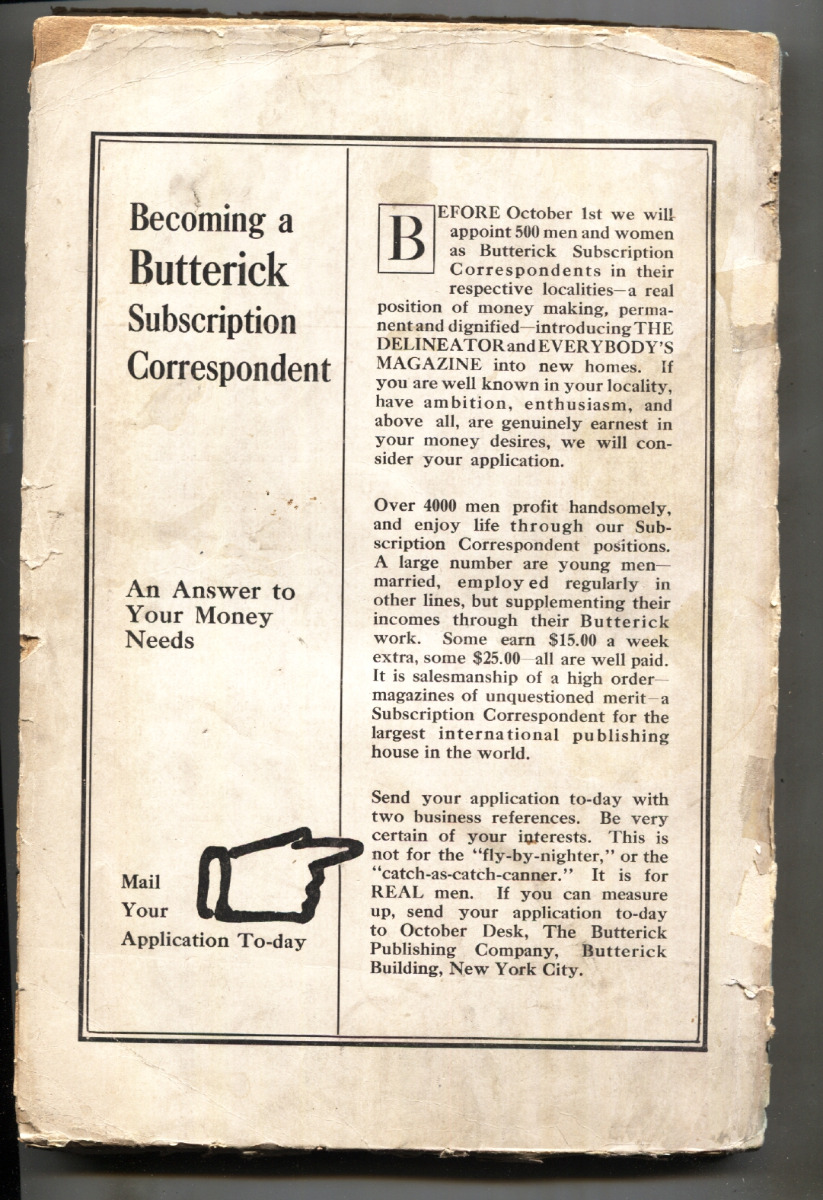 Becoming a
Butterick
Subscription
Correspondent
An Answer to
Your Money
Needs
Mail
Your
Application To-day
BEFORE October 1st we will
appoint 500 men and women
as Butterick Subscription
Correspondents in their
respective localities—a real
position of money making, perma-
nent and dignified—introducing THE
DELINEATOR and EVERYBODY'S
MAGAZINE into new homes. If
you are well known in your locality,
have ambition, enthusiasm, and
above all, are genuinely earnest in
your money desires, we will con-
sider your application.
Over 4000 men profit handsomely,
and enjoy life through our Sub-
scription Correspondent positions.
A large number are young men—
married, employed regularly in
other lines, but supplementing their
incomes through their Butterick
work. Some earn $15.00 a week
extra, some $25.00—all are well paid.
It is salesmanship of a high order—
magazines of unquestioned merit—a
Subscription Correspondent for the
largest international publishing
house in the world.
Send your application to-day with
two business references. Be very
certain of your interests. This is
not for the "fly-by-nighter," or the
"catch-as-catch-canner." It is for
REAL men. If you can measure
up, send your application to-day
to October Desk, The Butterick
Publishing Company, Butterick
Building, New York City.